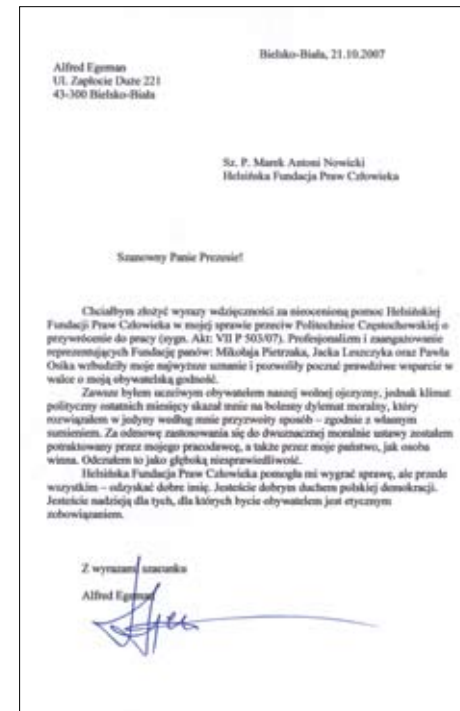 Bielsko-Biała, 21.10.2007
Alfred Egeman
Ul. Zapłocie Duże 221
43-300 Bielsko-Biała
Sz. P. Marek Antoni Nowicki
Helsińska Fundacja Praw Człowieka
Szanowny Panie Prezesie!
Chciałbym złożyć wyrazy wdzięczności za nieocenioną pomoc Helsińskiej
Fundacji Praw Człowieka w mojej sprawie przeciw Politechnice Częstochowskiej o
przywrócenie do pracy (sygn. Akt: VII P 503/07). Profesjonalizm i zaangażowanie
reprezentujących Fundację panów: Mikołaja Pietrzaka, Jacka Leszczyka oraz Pawła
Osika wzbudziły moje najwyższe uznanie i pozwoliły poczuć prawdziwe wsparcie w
walce o moją obywatelską godność.
Zawsze byłem uczciwym obywatelem naszej wolnej ojczyzny, jednak klimat
polityczny ostatnich miesięcy skazał mnie na bolesny dylemat moralny, który
rozwiązałem w jedyny według mnie przyzwoity sposób – zgodnie z własnym
sumieniem. Za odmowę zastosowania się do dwuznacznej moralnie ustawy zostałem
potraktowany przez mojego pracodawcę, a także przez moje państwo, jak osoba
winna. Odczułem to jako głęboką niesprawiedliwość.
Helsińska Fundacja Praw Człowieka pomogła mi wygrać sprawę, ale przede
wszystkim – odzyskać dobre imię. Jesteście dobrym duchem polskiej demokracji.
Jesteście nadzieją dla tych, dla których bycie obywatelem jest etycznym
zobowiązaniem.
Z wyrazami szacunku
Alfred Egeman